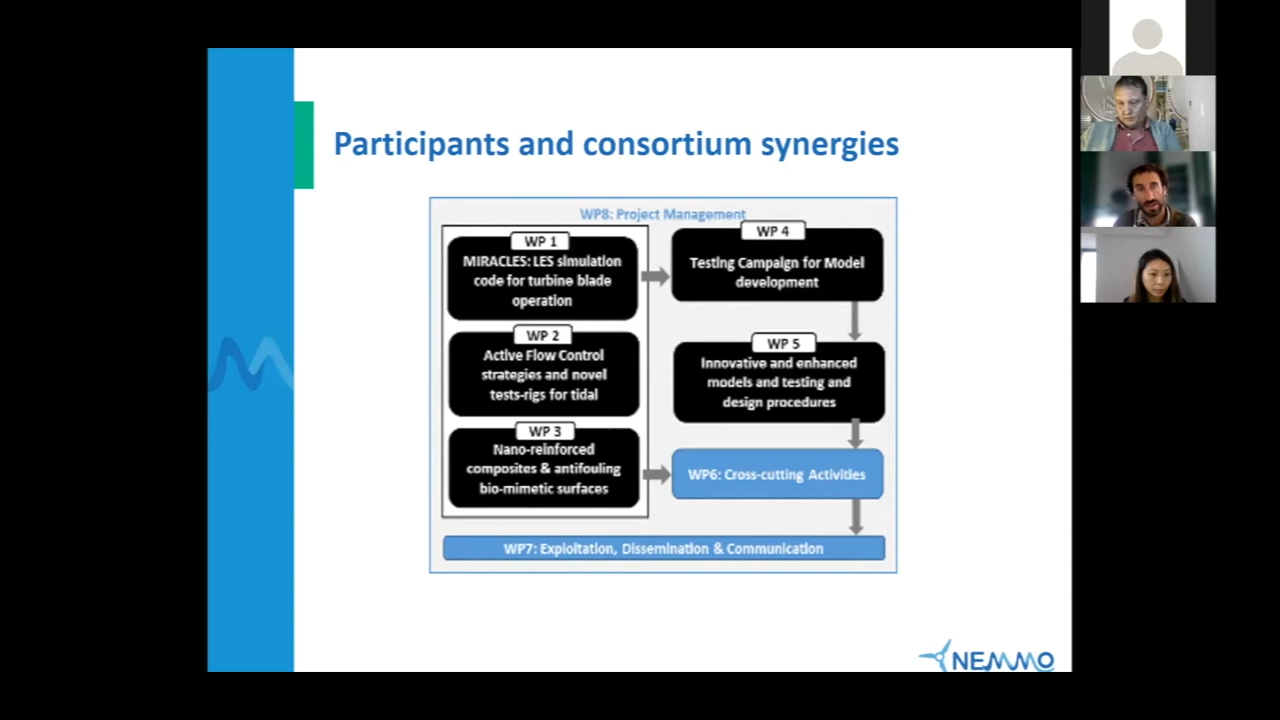 Participants and consortium synergies
WP8: Project Management
WP 1
MIRACLES: LES simulation
code for turbine blade
operation
WP 2
Active Flow Control
strategies and novel
tests-rigs for tidal
WP 3
Nano-reinforced
composites & antifouling
bio-mimetic surfaces
WP 4
Testing Campaign for Model
development
WP 5
Innovative and enhanced
models and testing and
design procedures
WP6: Cross-cutting Activities
WP7: Exploitation, Dissemination & Communication
NEMMO